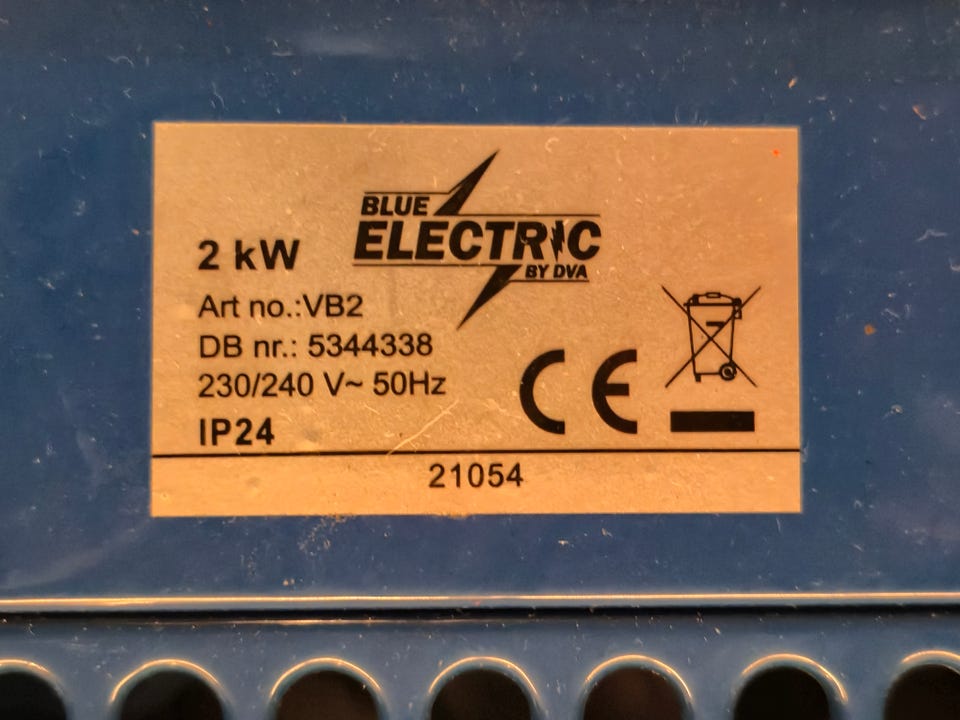 BLUE
ELECTRIC
BY DVA
2 kW
Art no.:VB2
DB nr.: 5344338
230/240 V~ 50Hz
IP24
CE
21054